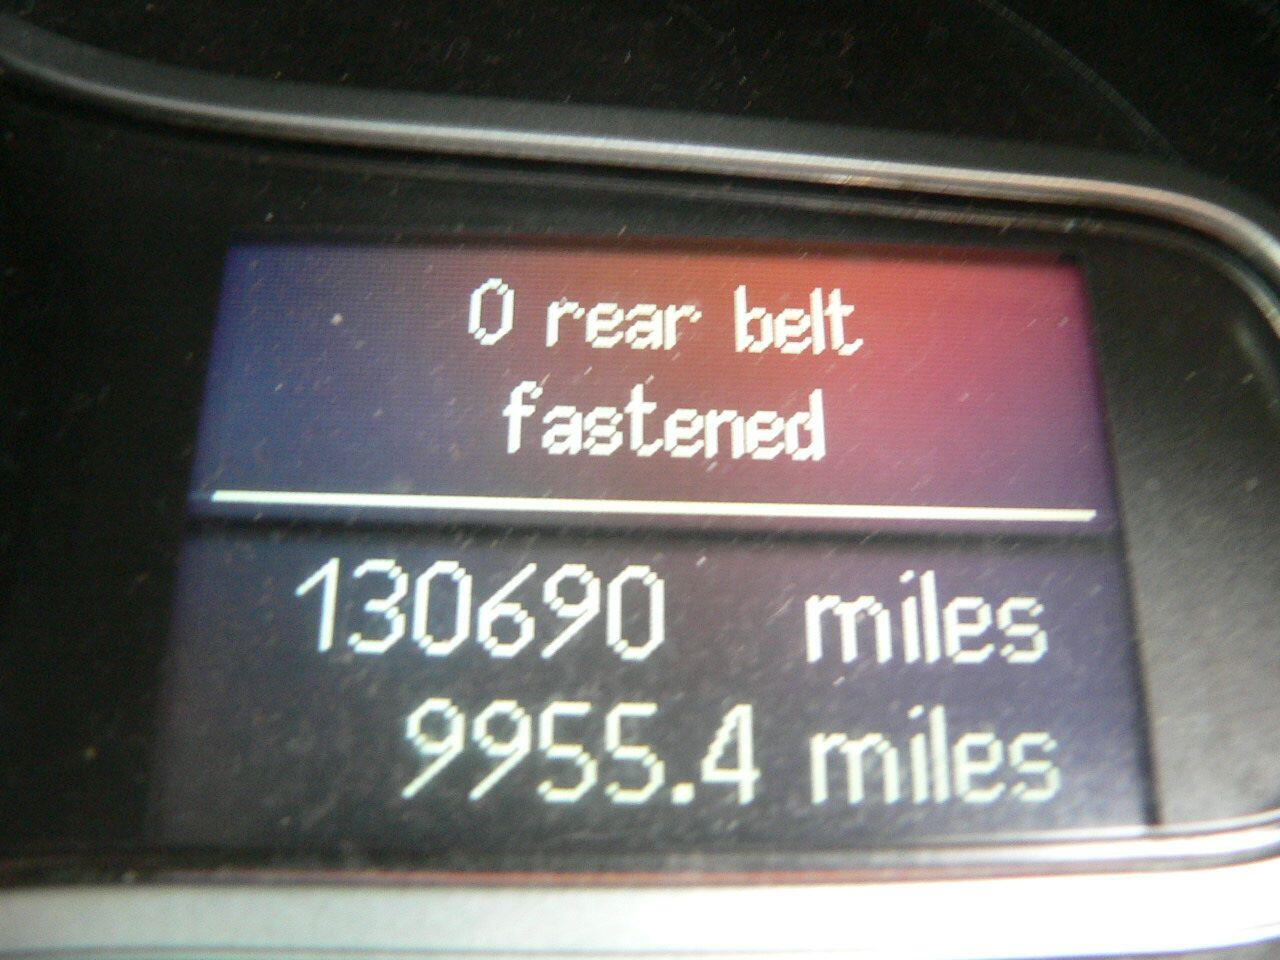 0 rear belt
fastened
130690 miles
9955.4 miles